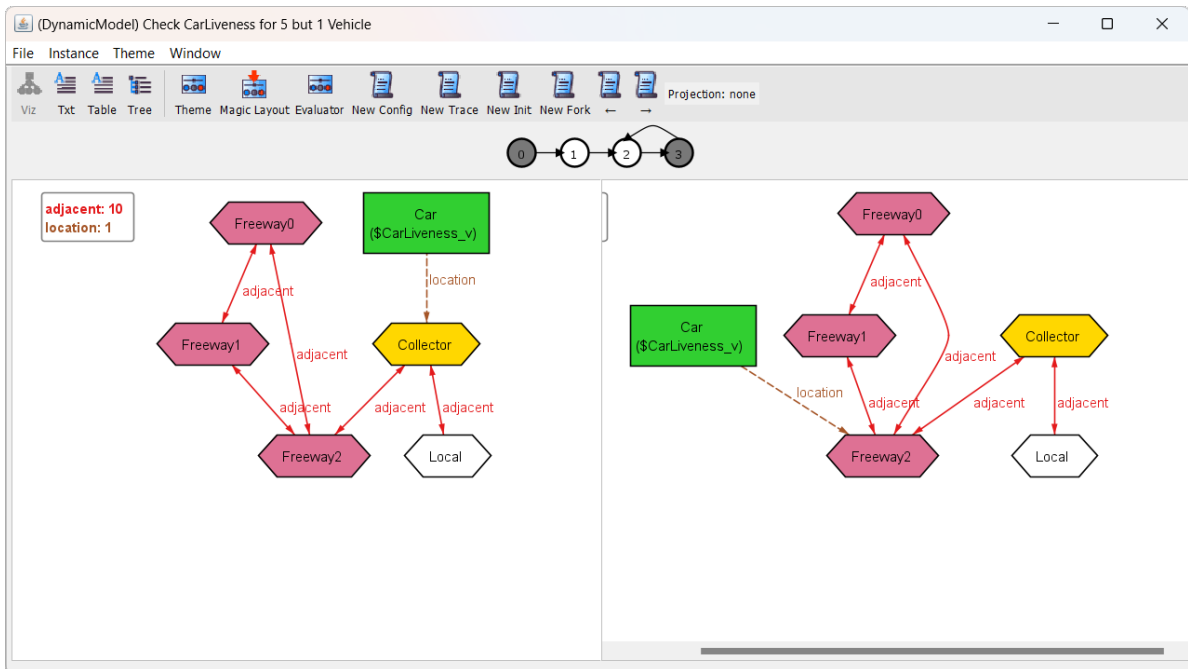 (DynamicModel) Check CarLiveness for 5 but 1 Vehicle
File Instance Theme Window
Viz Txt Table Tree Theme Magic Layout Evaluator New Config New Trace New Init New Fork ← → Projection: none
0 1 2 3
adjacent: 10
location: 1
Freeway0
Car
($CarLiveness_v)
location
adjacent
Freeway1
Collector
adjacent
adjacent
adjacent
adjacent
Freeway2
Local
Freeway0
adjacent
Car
($CarLiveness_v)
Freeway1
Collector
adjacent
location
adjacent
adjacent
adjacent
Freeway2
Local